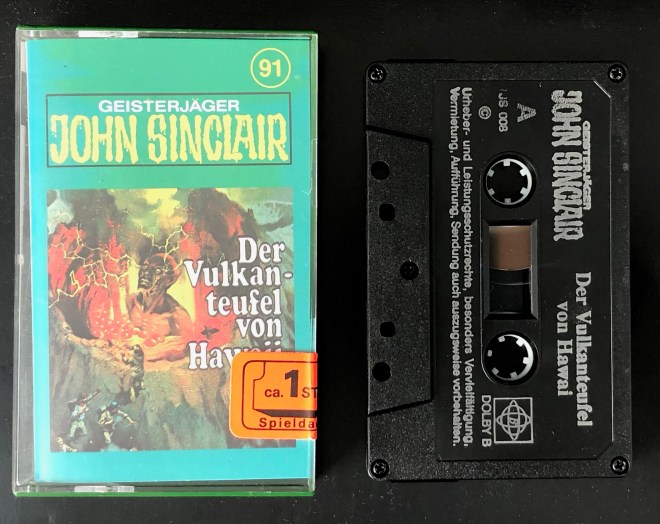 91
GEISTERJÄGER
JOHN SINCLAIR
Der
Vulkan-
teufel
von
ca. 1 ST
GEISTERJÄGER
JOHN SINCLAIR
Der Vulkanteufel
von Hawai
A
JS 008
©
DOLBY B
Urheber- und Leistungsschutzrechte, besonders Vervielfältigung,
Vermietung, Aufführung, Sendung auch auszugsweise vorbehalten.